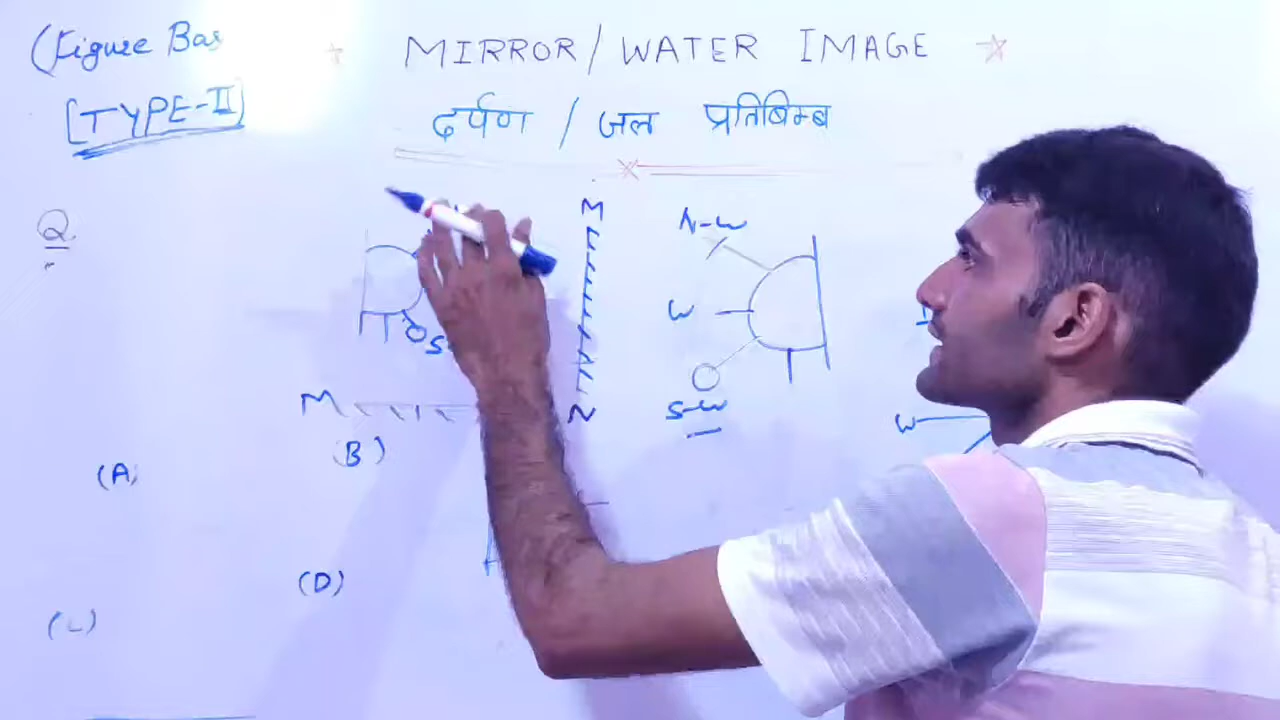 (Figure Bas
MIRROR/WATER IMAGE
[TYPE-II]
दर्पण / जल प्रतिबिम्ब
Q.
M
N-W
W
S-W
N
M
W
(A)
(B)
(D)